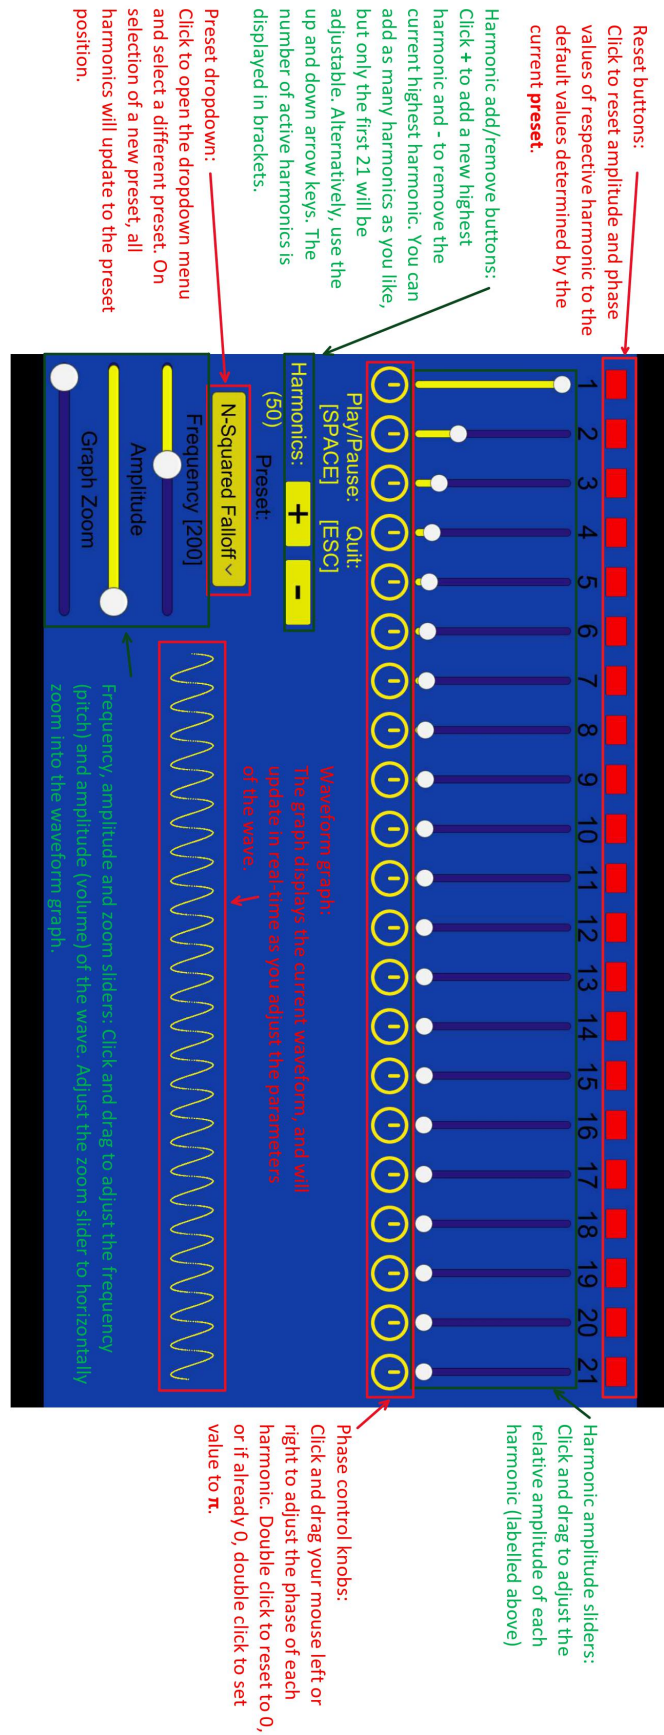 Reset buttons:
Click to reset amplitude and phase
values of respective harmonic to the
default values determined by the
current preset.
Harmonic add/remove buttons:
Click + to add a new highest
harmonic and - to remove the
current highest harmonic. You can
add as many harmonics as you like,
but only the first 21 will be
adjustable. Alternatively, use the
up and down arrow keys. The
number of active harmonics is
displayed in brackets.
Preset dropdown:
Click to open the dropdown menu
and select a different preset. On
selection of a new preset, all
harmonics will update to the preset
position.
1 2 3 4 5 6 7 8 9 10 11 12 13 14 15 16 17 18 19 20 21
Play/Pause: Quit:
[SPACE] [ESC]
Harmonics: + -
(50)
Preset:
N-Squared Falloff
Frequency [200]
Amplitude
Graph Zoom
Waveform graph:
The graph displays the current waveform, and will
update in real-time as you adjust the parameters
of the wave.
Frequency, amplitude and zoom sliders: Click and drag to adjust the frequency
(pitch) and amplitude (volume) of the wave. Adjust the zoom slider to horizontally
zoom into the waveform graph.
Harmonic amplitude sliders:
Click and drag to adjust the
relative amplitude of each
harmonic (labelled above)
Phase control knobs:
Click and drag your mouse left or
right to adjust the phase of each
harmonic. Double click to reset to 0,
or if already 0, double click to set
value to π.